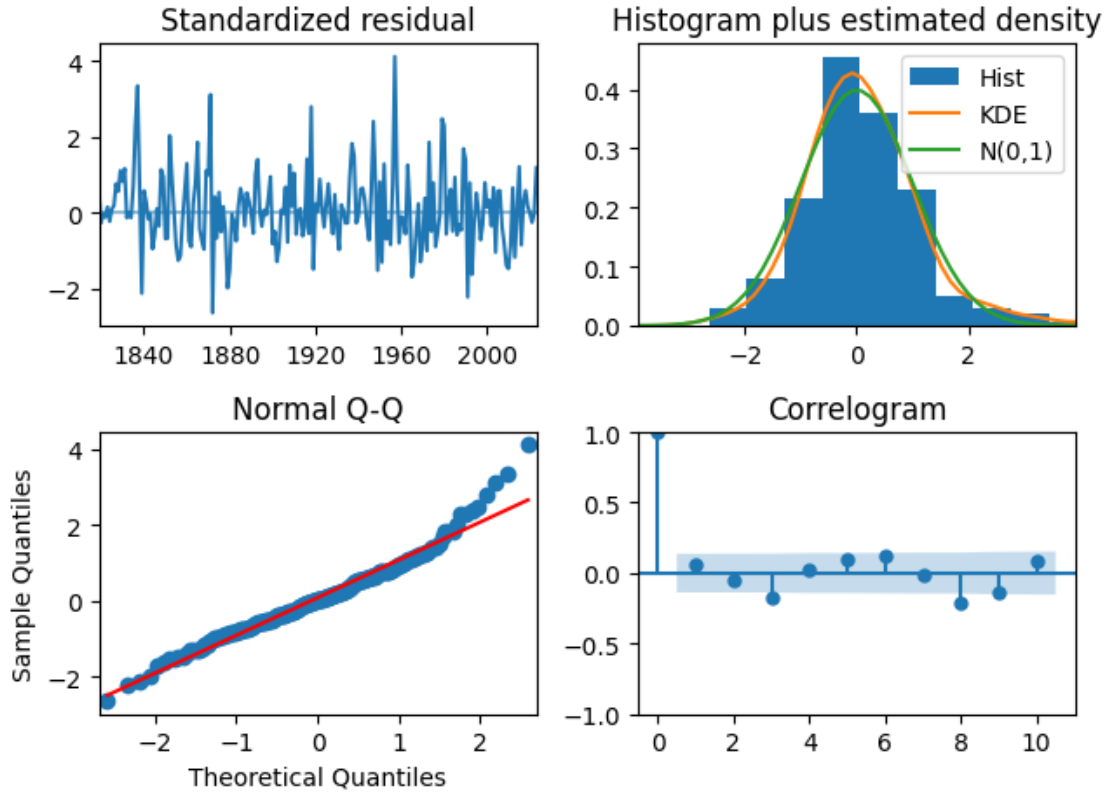 Standardized residual
4
2
0
−2
1840 1880 1920 1960 2000
Histogram plus estimated density
0.4
0.3
0.2
0.1
0.0
−2 0 2
Hist
KDE
N(0,1)
Normal Q-Q
Sample Quantiles
4
2
0
−2
−2 −1 0 1 2
Theoretical Quantiles
Correlogram
1.0
0.5
0.0
−0.5
−1.0
0 2 4 6 8 10